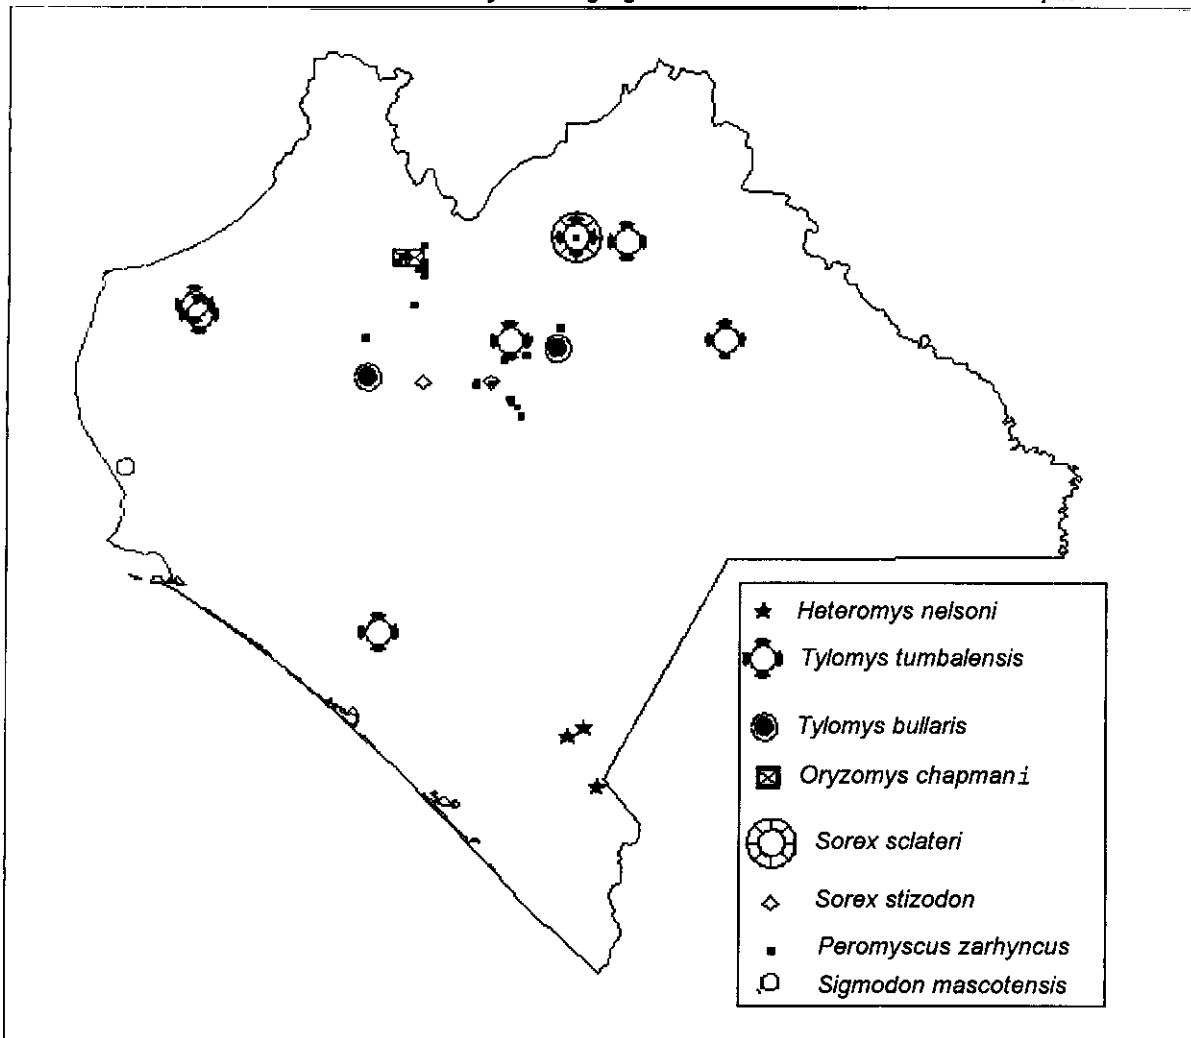 Heteromys nelsoni
Tylomys tumbalensis
Tylomys bullaris
Oryzomys chapmani
Sorex sclateri
Sorex stizodon
Peromyscus zarhyncus
Sigmodon mascotensis